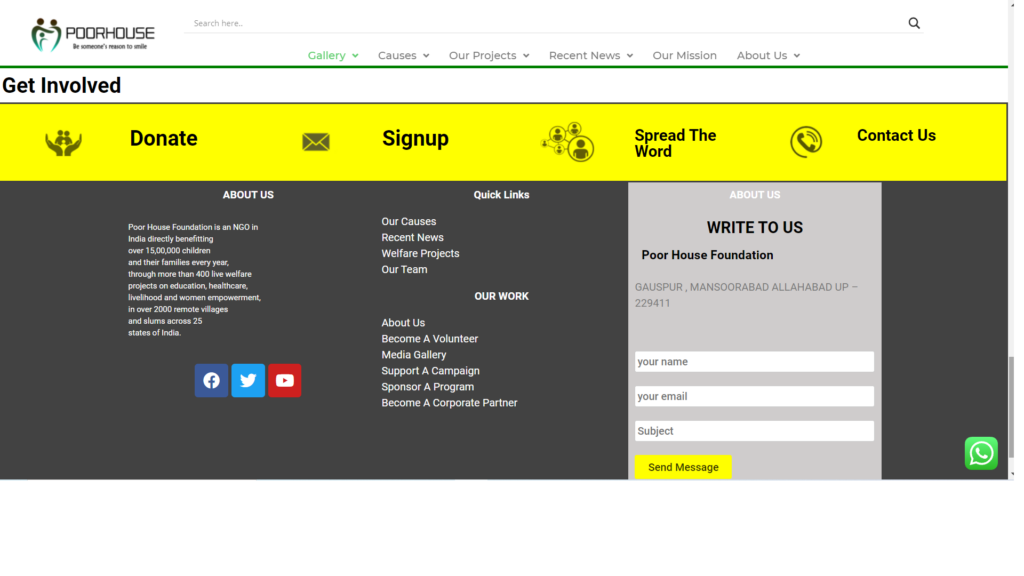 POORHOUSE
Be someone's reason to smile
Search here..
Gallery Causes Our Projects Recent News Our Mission About Us
Get Involved
Donate
Signup
Spread The
Word
Contact Us
ABOUT US
Poor House Foundation is an NGO in
India directly benefitting
over 15,00,000 children
and their families every year,
through more than 400 live welfare
projects on education, healthcare,
livelihood and women empowerment,
in over 2000 remote villages
and slums across 25
states of India.
Quick Links
Our Causes
Recent News
Welfare Projects
Our Team
OUR WORK
About Us
Become A Volunteer
Media Gallery
Support A Campaign
Sponsor A Program
Become A Corporate Partner
ABOUT US
WRITE TO US
Poor House Foundation
GAUSPUR , MANSOORABAD ALLAHABAD UP –
229411
your name
your email
Subject
Send Message